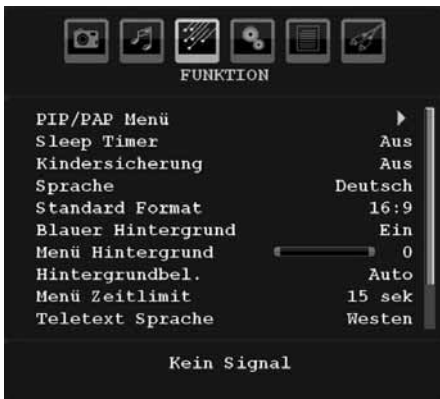 FUNKTION
PIP/PAP Menü
Sleep Timer Aus
Kindersicherung Aus
Sprache Deutsch
Standard Format 16:9
Blauer Hintergrund Ein
Menü Hintergrund 0
Hintergrundbel. Auto
Menü Zeitlimit 15 sek
Teletext Sprache Westen
Kein Signal